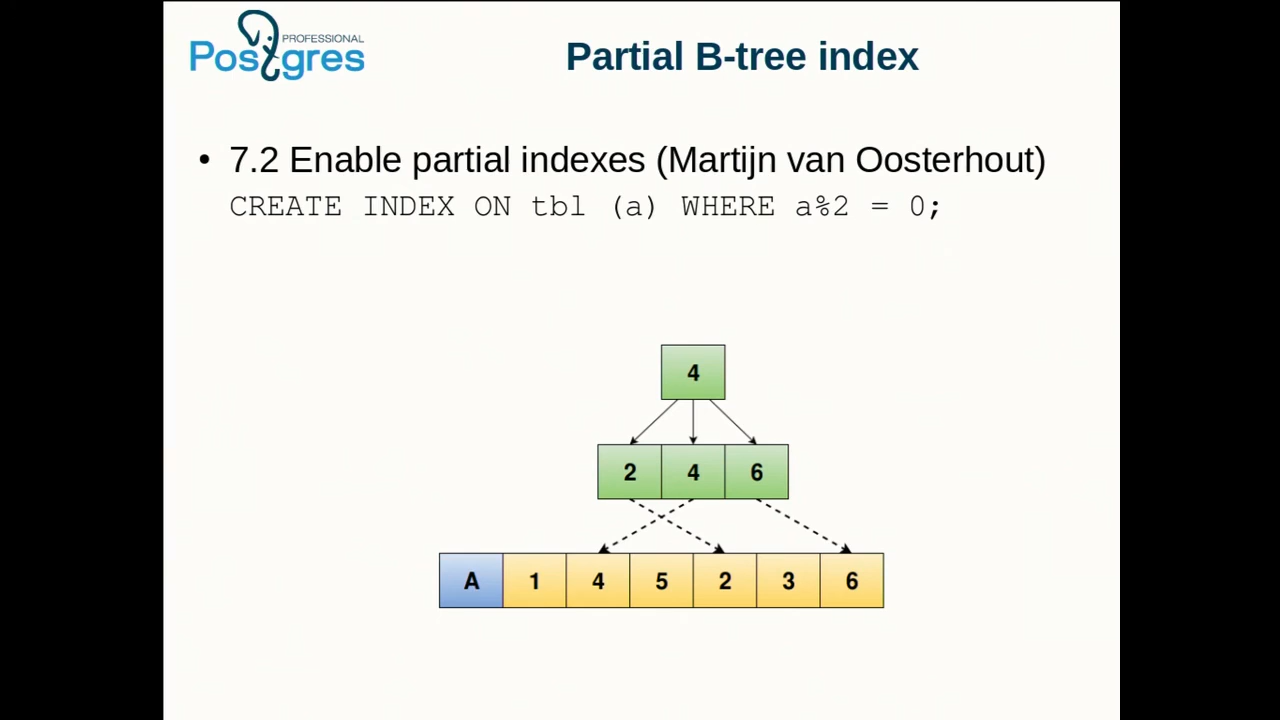 PROFESSIONAL
Postgres
Partial B-tree index
• 7.2 Enable partial indexes (Martijn van Oosterhout)
CREATE INDEX ON tbl (a) WHERE a%2 = 0;
4
2 4 6
A 1 4 5 2 3 6